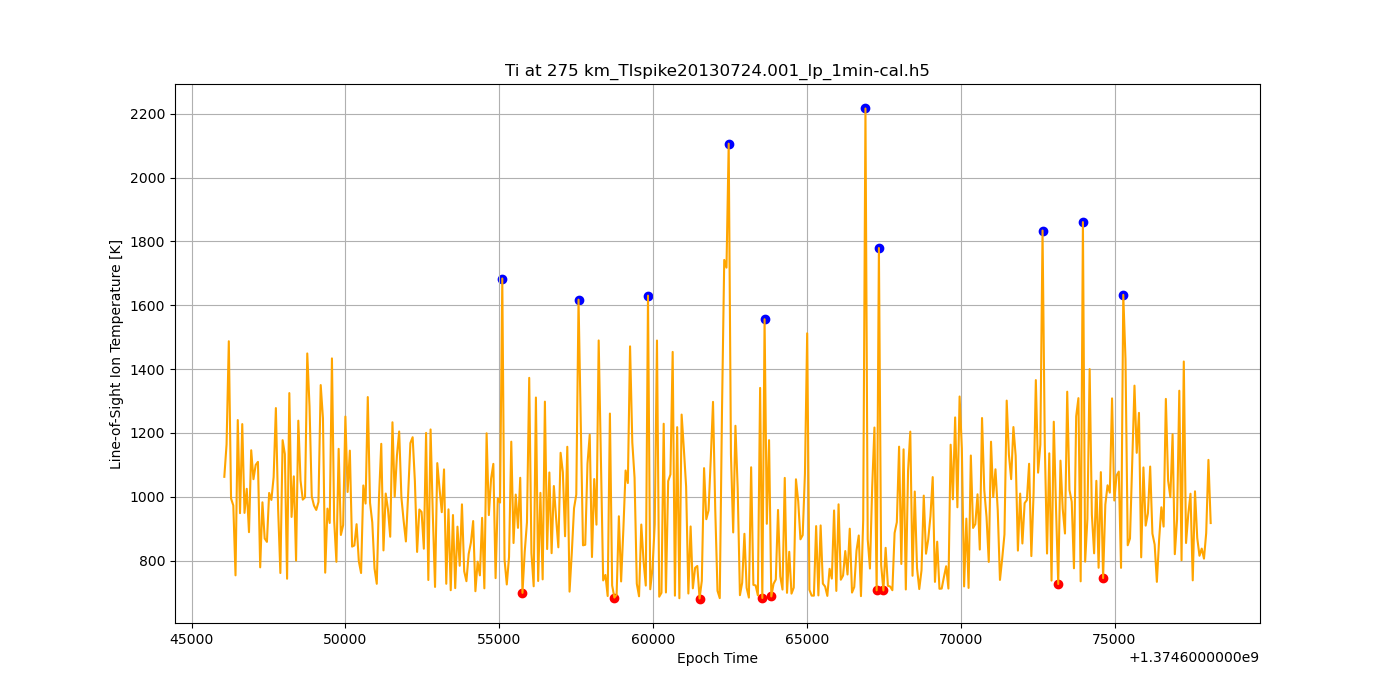 Ti at 275 km_TIspike20130724.001_lp_1min-cal.h5
Line-of-Sight Ion Temperature [K]
2200
2000
1800
1600
1400
1200
1000
800
45000 50000 55000 60000 65000 70000 75000
Epoch Time
+1.3746000000e9